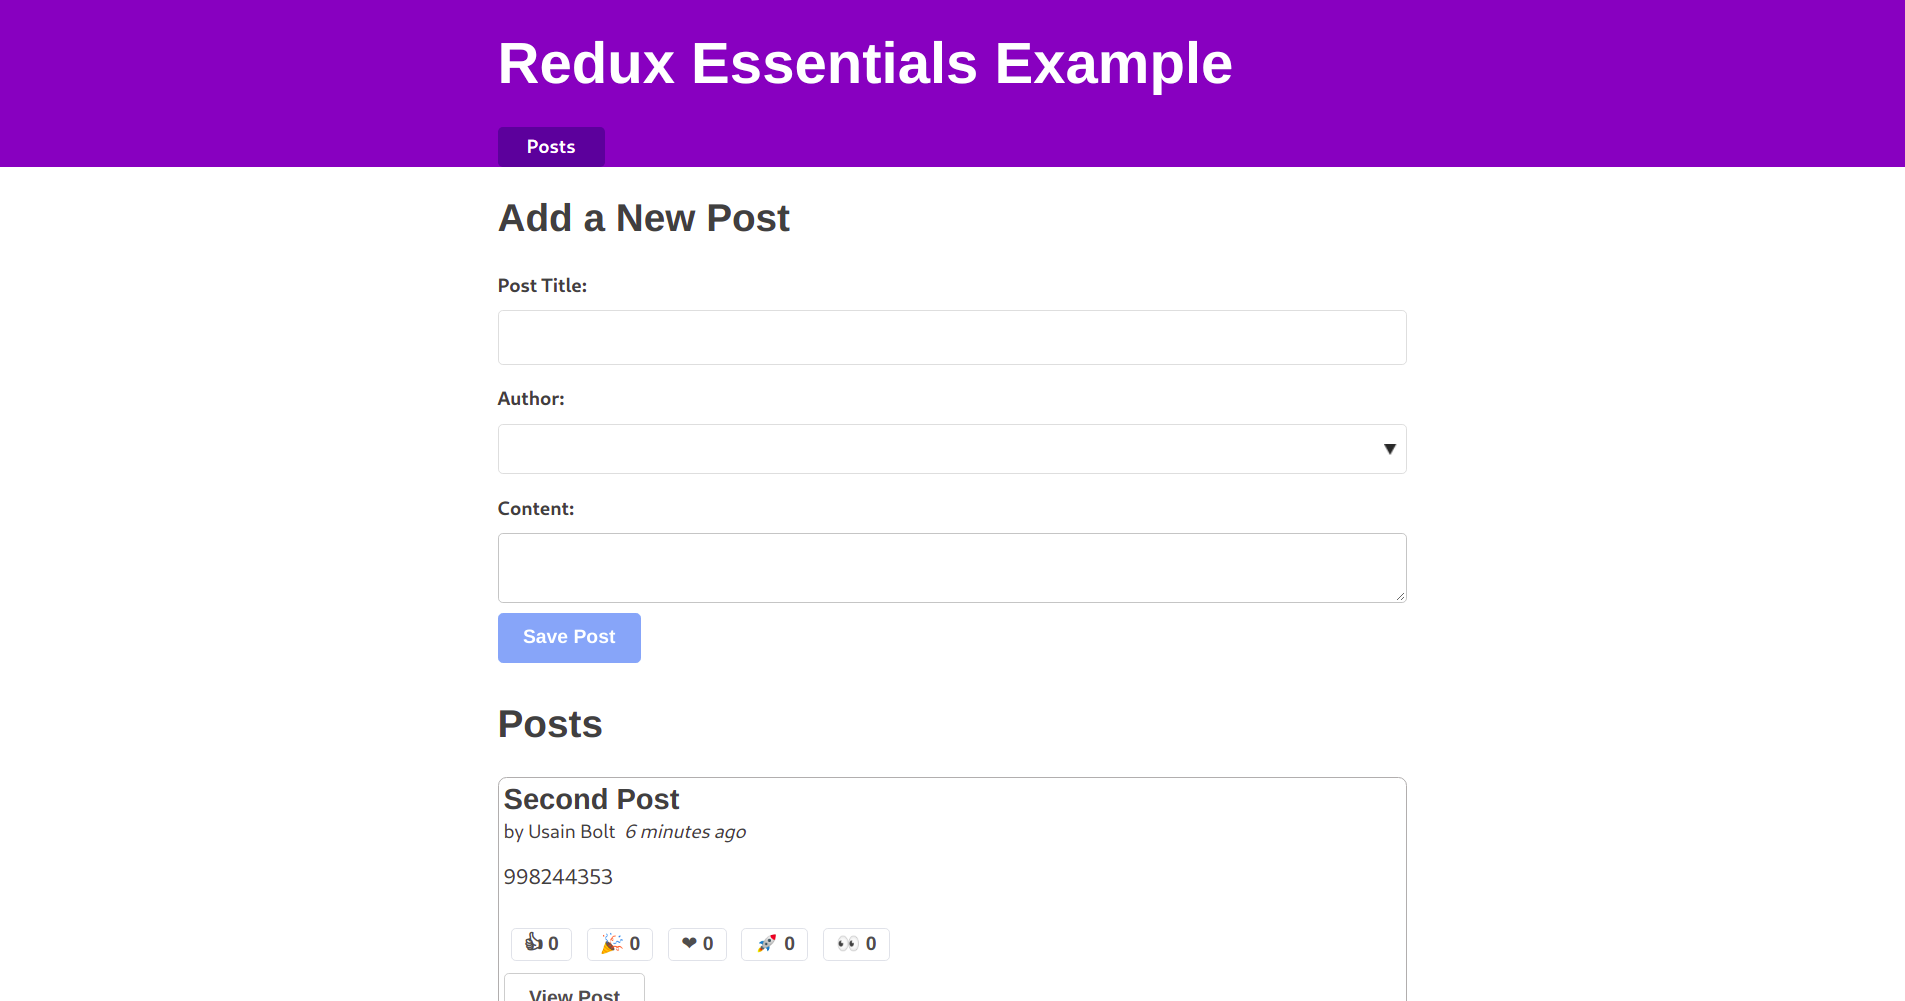 Redux Essentials Example
Posts
Add a New Post
Post Title:
Author:
Content:
Save Post
Posts
Second Post
by Usain Bolt 6 minutes ago
998244353
👍 0 🎉 0 ❤ 0 🚀 0 👀 0
View Post